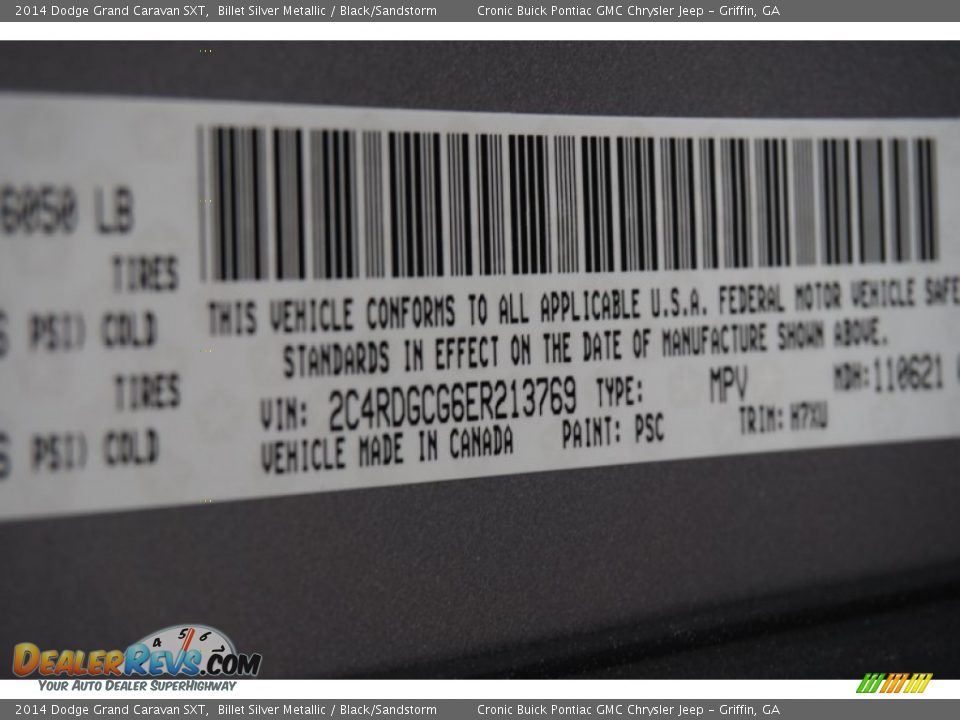 2014 Dodge Grand Caravan SXT,  Billet Silver Metallic / Black/Sandstorm        Cronic Buick Pontiac GMC Chrysler Jeep - Griffin, GA
6050 LB
TIRES
PSI) COLD
TIRES
PSI) COLD
THIS VEHICLE CONFORMS TO ALL APPLICABLE U.S.A. FEDERAL MOTOR VEHICLE SAFE
STANDARDS IN EFFECT ON THE DATE OF MANUFACTURE SHOWN ABOVE.
VIN: 2C4RDGCG6ER213769 TYPE: MPV MDH:110621
VEHICLE MADE IN CANADA PAINT: PSC TRIM: H7XU
4 5 6
DEALERREVS.COM
YOUR AUTO DEALER SUPERHIGHWAY
2014 Dodge Grand Caravan SXT,  Billet Silver Metallic / Black/Sandstorm        Cronic Buick Pontiac GMC Chrysler Jeep - Griffin, GA